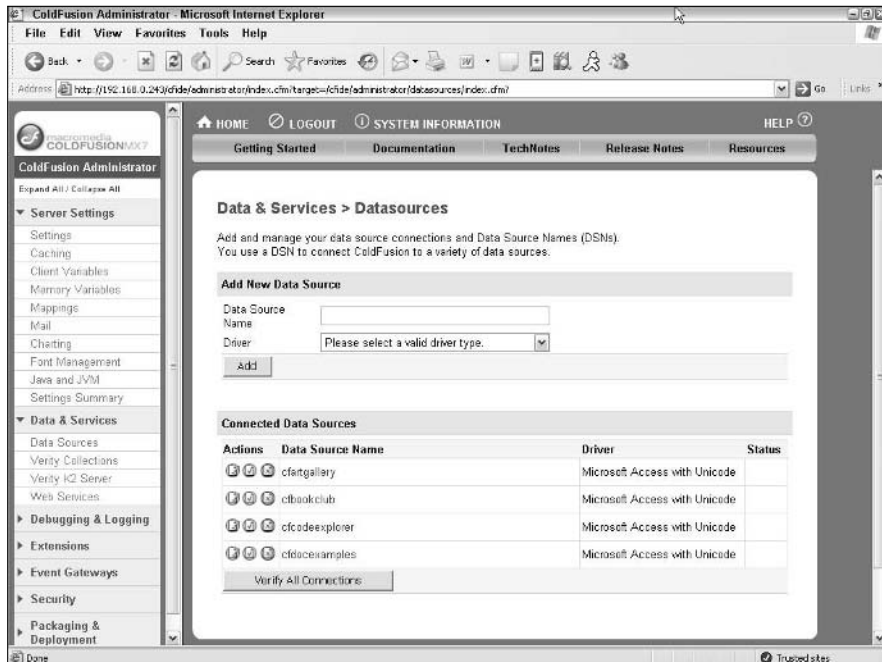 ColdFusion Administrator - Microsoft Internet Explorer
File Edit View Favorites Tools Help
Back Search Favorites
Address http://192.168.0.243/cfide/administrator/index.cfm?target=/cfide/administrator/datasources/index.cfm? Go Links
macromedia
COLDFUSION MX7
ColdFusion Administrator
Expand All / Collapse All
Server Settings
Settings
Caching
Client Variables
Memory Variables
Mappings
Mail
Charting
Font Management
Java and JVM
Settings Summary
Data & Services
Data Sources
Verity Collections
Verity K2 Server
Web Services
Debugging & Logging
Extensions
Event Gateways
Security
Packaging &
Deployment
HOME LOGOUT SYSTEM INFORMATION HELP
Getting Started Documentation TechNotes Release Notes Resources
Data & Services > Datasources
Add and manage your data source connections and Data Source Names (DSNs).
You use a DSN to connect ColdFusion to a variety of data sources.
Add New Data Source
Data Source
Name
Driver Please select a valid driver type.
Add
Connected Data Sources
Actions Data Source Name Driver Status
cfartgallery Microsoft Access with Unicode
cfbookclub Microsoft Access with Unicode
cfcodeexplorer Microsoft Access with Unicode
cfdocexamples Microsoft Access with Unicode
Verify All Connections
Done Trusted sites